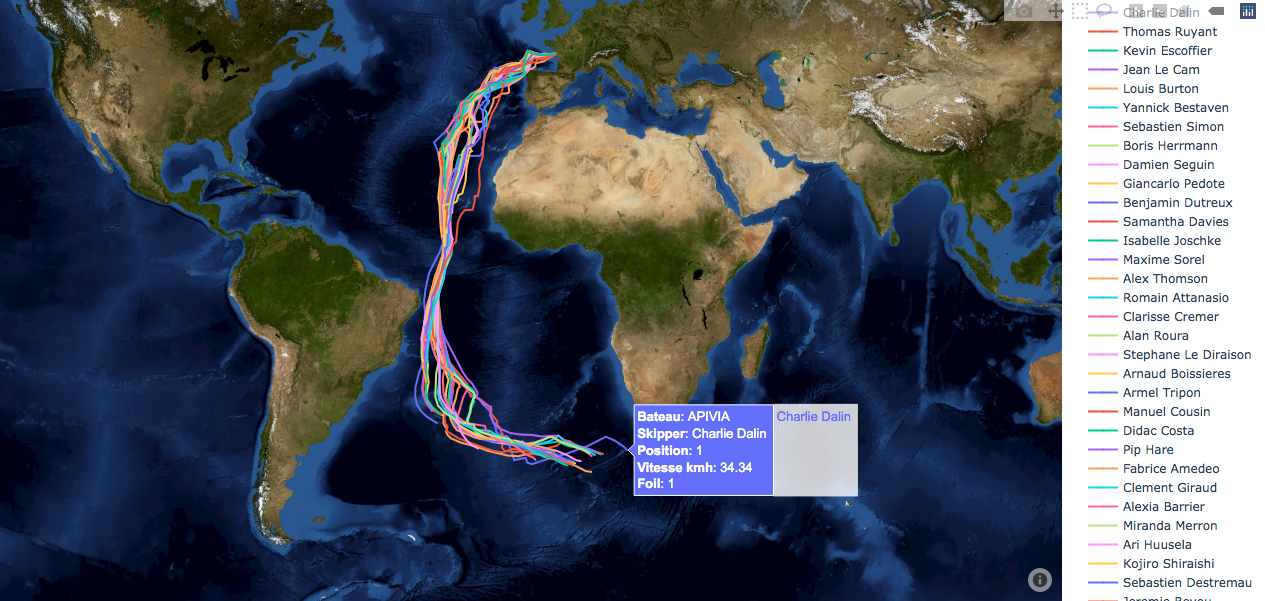 Bateau: APIVIA
Skipper: Charlie Dalin
Position: 1
Vitesse kmh: 34.34
Foil: 1
Charlie Dalin
Charlie Dalin
Thomas Ruyant
Kevin Escoffier
Jean Le Cam
Louis Burton
Yannick Bestaven
Sebastien Simon
Boris Herrmann
Damien Seguin
Giancarlo Pedote
Benjamin Dutreux
Samantha Davies
Isabelle Joschke
Maxime Sorel
Alex Thomson
Romain Attanasio
Clarisse Cremer
Alan Roura
Stephane Le Diraison
Arnaud Boissieres
Armel Tripon
Manuel Cousin
Didac Costa
Pip Hare
Fabrice Amedeo
Clement Giraud
Alexia Barrier
Miranda Merron
Ari Huusela
Kojiro Shiraishi
Sebastien Destremau